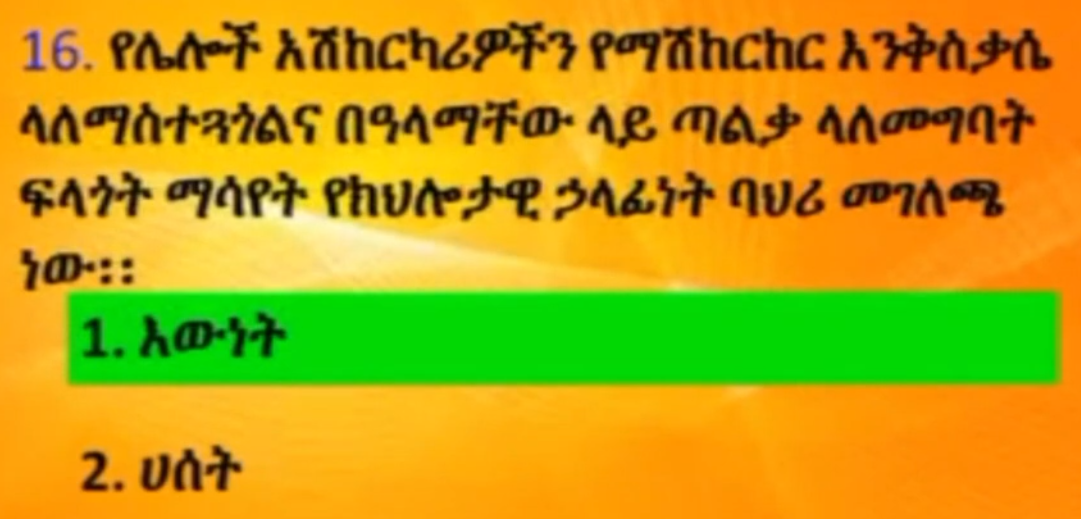 16. የሌሎች አሽከርካሪዎችን የማሽከርከር እንቅስቃሴ
ላለማስተጓጎልና በዓላማቸው ላይ ጣልቃ ላለመግባት
ፍላጎት ማሳየት የክህሎታዊ ኃላፊነት ባህሪ መገለጫ
ነው፡፡
1. እውነት
2. ሀሰት